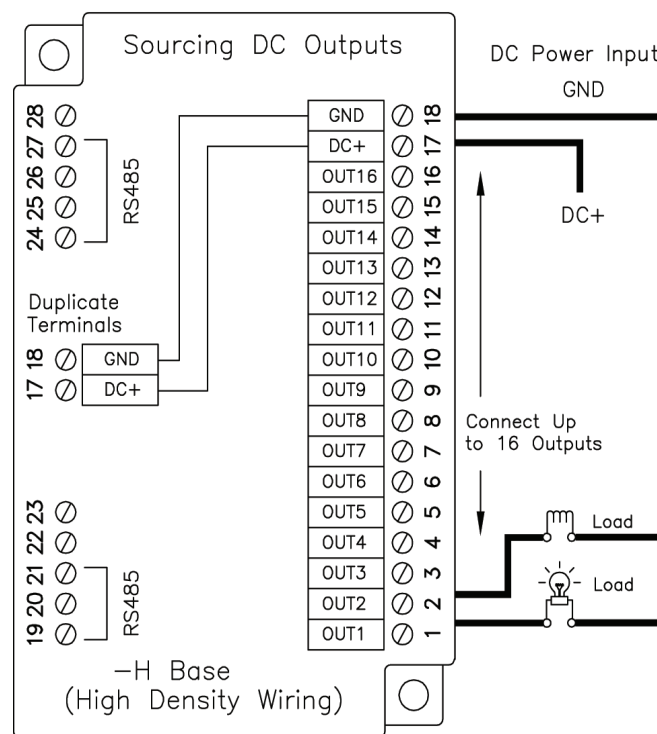 Sourcing DC Outputs
DC Power Input
GND
DC+
28
27
26
25
24
RS485
Duplicate
Terminals
18 GND
17 DC+
23
22
21
20
19
RS485
GND 18
DC+ 17
OUT16 16
OUT15 15
OUT14 14
OUT13 13
OUT12 12
OUT11 11
OUT10 10
OUT9 9
OUT8 8
OUT7 7
OUT6 6
OUT5 5
OUT4 4
OUT3 3
OUT2 2
OUT1 1
Connect Up
to 16 Outputs
Load
Load
-H Base
(High Density Wiring)